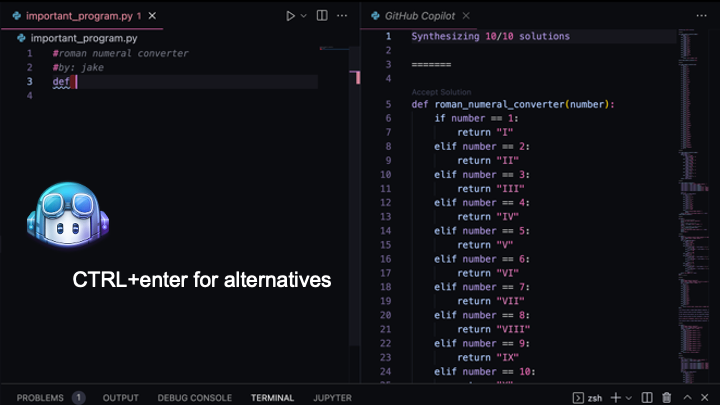 important_program.py 1
important_program.py
1 #roman numeral converter
2 #by: jake
3 def
4
CTRL+enter for alternatives
GitHub Copilot
1 Synthesizing 10/10 solutions
2
3 =======
4
Accept Solution
5 def roman_numeral_converter(number):
6 if number == 1:
7 return "I"
8 elif number == 2:
9 return "II"
10 elif number == 3:
11 return "III"
12 elif number == 4:
13 return "IV"
14 elif number == 5:
15 return "V"
16 elif number == 6:
17 return "VI"
18 elif number == 7:
19 return "VII"
20 elif number == 8:
21 return "VIII"
22 elif number == 9:
23 return "IX"
24 elif number == 10:
PROBLEMS 1 OUTPUT DEBUG CONSOLE TERMINAL JUPYTER zsh